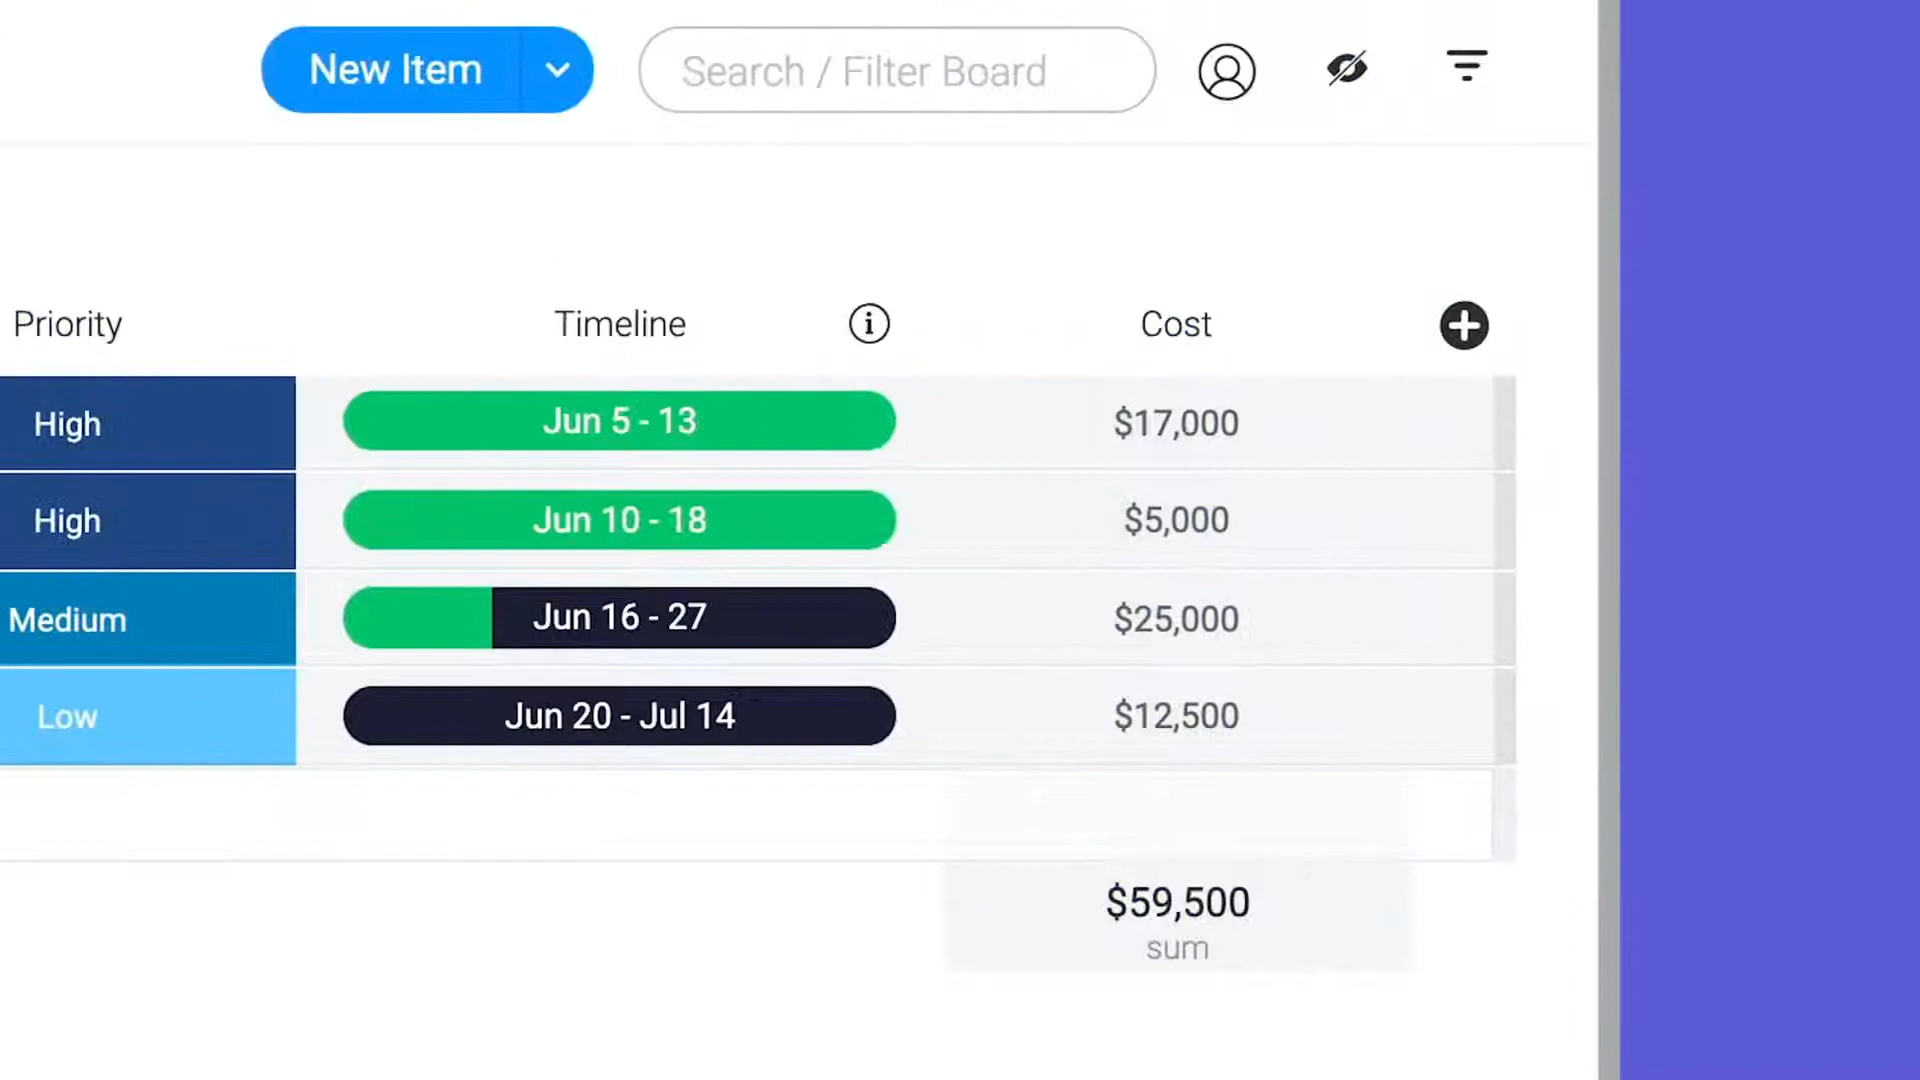 New Item
Search / Filter Board
Priority Timeline Cost
High Jun 5 - 13 $17,000
High Jun 10 - 18 $5,000
Medium Jun 16 - 27 $25,000
Low Jun 20 - Jul 14 $12,500
$59,500
sum